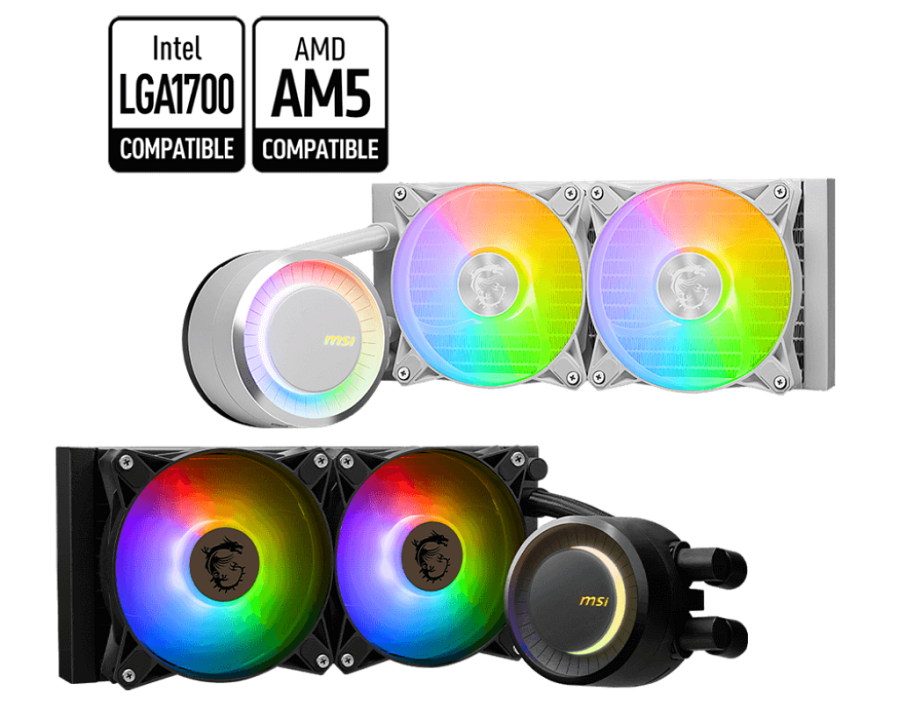 Intel
LGA1700
COMPATIBLE
AMD
AM5
COMPATIBLE
msi
msi